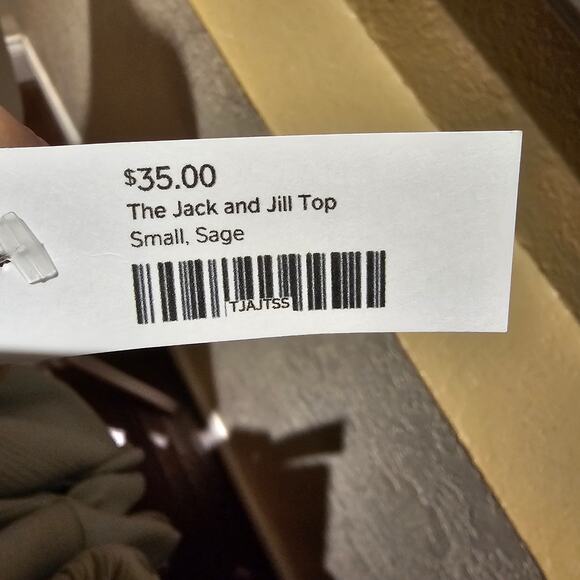 $35.00
The Jack and Jill Top
Small, Sage
TJAJTSS